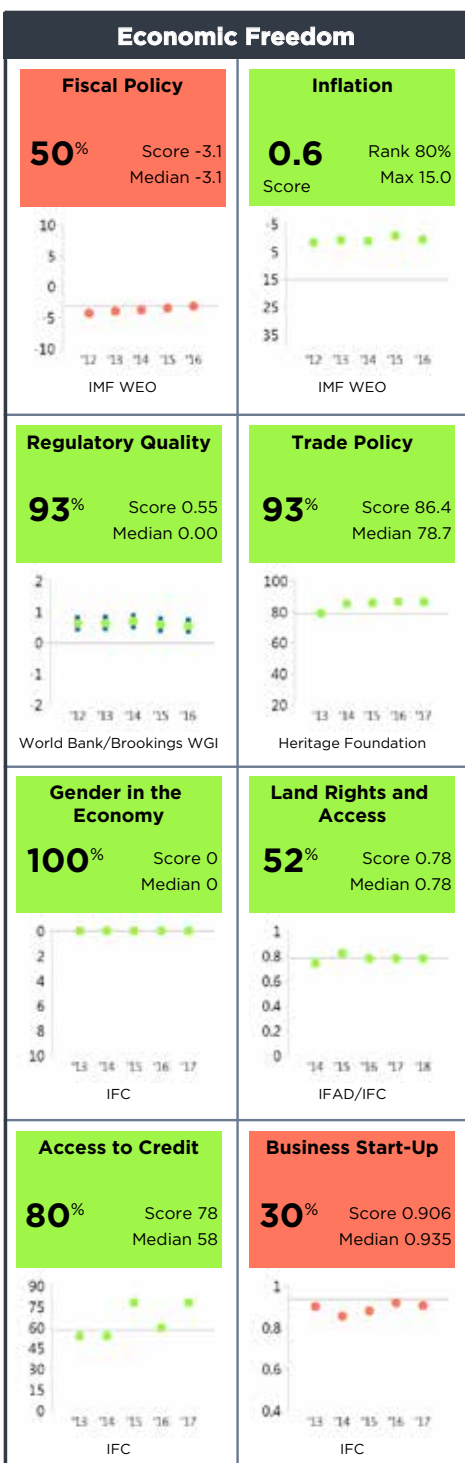 Economic Freedom
Fiscal Policy
50%
Score -3.1
Median -3.1
10
5
0
-5
-10
'12 '13 '14 '15 '16
IMF WEO
Inflation
0.6
Score
Rank 80%
Max 15.0
-5
5
15
25
35
'12 '13 '14 '15 '16
IMF WEO
Regulatory Quality
93%
Score 0.55
Median 0.00
2
1
0
-1
-2
'12 '13 '14 '15 '16
World Bank/Brookings WGI
Trade Policy
93%
Score 86.4
Median 78.7
100
80
60
40
20
'13 '14 '15 '16 '17
Heritage Foundation
Gender in the
Economy
100%
Score 0
Median 0
0
2
4
6
8
10
'13 '14 '15 '16 '17
IFC
Land Rights and
Access
52%
Score 0.78
Median 0.78
1
0.8
0.6
0.4
0.2
0
'14 '15 '16 '17 '18
IFAD/IFC
Access to Credit
80%
Score 78
Median 58
90
75
60
45
30
15
0
'13 '14 '15 '16 '17
IFC
Business Start-Up
30%
Score 0.906
Median 0.935
1
0.8
0.6
0.4
'13 '14 '15 '16 '17
IFC